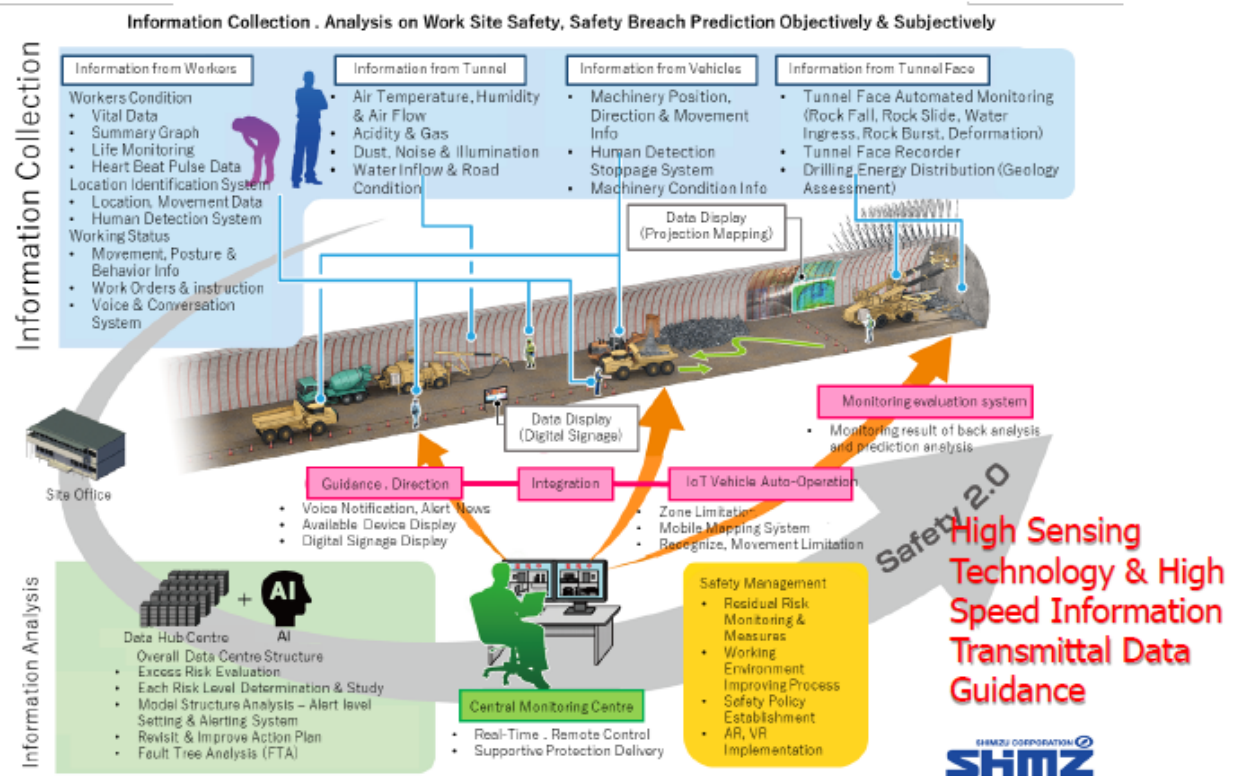 Information Collection . Analysis on Work Site Safety, Safety Breach Prediction Objectively & Subjectively
Information Collection
Information from Workers
Workers Condition
• Vital Data
• Summary Graph
• Life Monitoring
• Heart Beat Pulse Data
Location Identification System
• Location, Movement Data
• Human Detection System
Working Status
• Movement, Posture &
Behavior Info
• Work Orders & instruction
• Voice & Conversation
System
Information from Tunnel
• Air Temperature, Humidity
& Air Flow
• Acidity & Gas
• Dust, Noise & Illumination
• Water Inflow & Road
Condition
Information from Vehicles
• Machinery Position,
Direction & Movement
Info
• Human Detection
Stoppage System
• Machinery Condition Info
Information from Tunnel Face
• Tunnel Face Automated Monitoring
(Rock Fall, Rock Slide, Water
Ingress, Rock Burst, Deformation)
• Tunnel Face Recorder
• Drilling Energy Distribution (Geology
Assessment)
Data Display
(Projection Mapping)
Data Display
(Digital Signage)
Monitoring evaluation system
• Monitoring result of back analysis
and prediction analysis
Site Office
Guidance . Direction
• Voice Notification, Alert News
• Available Device Display
• Digital Signage Display
Integration
IoT Vehicle Auto-Operation
• Zone Limitation
• Mobile Mapping System
• Recognize, Movement Limitation
Safety 2.0
High Sensing
Technology & High
Speed Information
Transmittal Data
Guidance
Information Analysis
+
AI
Data Hub Centre
AI
Overall Data Centre Structure
• Excess Risk Evaluation
• Each Risk Level Determination & Study
• Model Structure Analysis – Alert level
Setting & Alerting System
• Revisit & Improve Action Plan
• Fault Tree Analysis (FTA)
Central Monitoring Centre
• Real-Time . Remote Control
• Supportive Protection Delivery
Safety Management
• Residual Risk
Monitoring &
Measures
• Working
Environment
Improving Process
• Safety Policy
Establishment
• AR, VR
Implementation
SHIMIZU CORPORATION
SHMZ